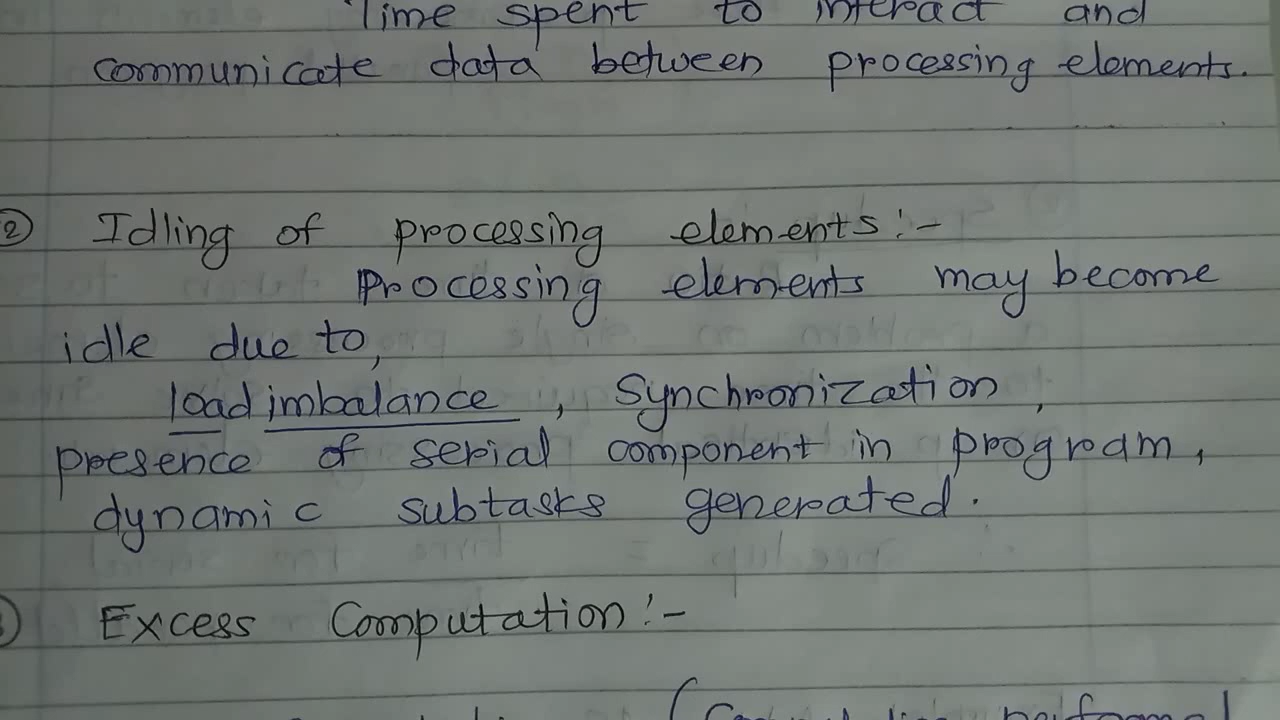 Time spent to interact and
communicate data between processing elements.
② Idling of processing elements:-
Processing elements may become
idle due to,
load imbalance, Synchronization,
presence of serial component in program,
dynamic subtasks generated.
Excess Computation:-